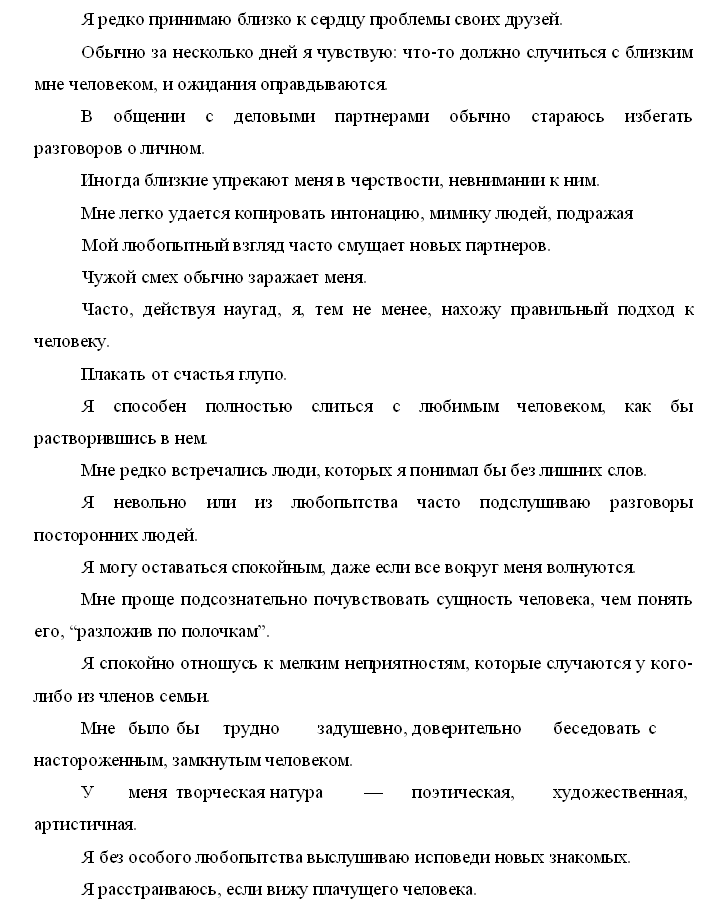 Я редко принимаю близко к сердцу проблемы своих друзей.
Обычно за несколько дней я чувствую: что-то должно случиться с близким
мне человеком, и ожидания оправдываются.
В общении с деловыми партнерами обычно стараюсь избегать
разговоров о личном.
Иногда близкие упрекают меня в черствости, невнимании к ним.
Мне легко удается копировать интонацию, мимику людей, подражая
Мой любопытный взгляд часто смущает новых партнеров.
Чужой смех обычно заражает меня.
Часто, действуя наугад, я, тем не менее, нахожу правильный подход к
человеку.
Плакать от счастья глупо.
Я способен полностью слиться с любимым человеком, как бы
растворившись в нем.
Мне редко встречались люди, которых я понимал бы без лишних слов.
Я невольно или из любопытства часто подслушиваю разговоры
посторонних людей.
Я могу оставаться спокойным, даже если все вокруг меня волнуются.
Мне проще подсознательно почувствовать сущность человека, чем понять
его, “разложив по полочкам”.
Я спокойно отношусь к мелким неприятностям, которые случаются у кого-
либо из членов семьи.
Мне было бы трудно задушевно, доверительно беседовать с
настороженным, замкнутым человеком.
У меня творческая натура — поэтическая, художественная,
артистичная.
Я без особого любопытства выслушиваю исповеди новых знакомых.
Я расстраиваюсь, если вижу плачущего человека.